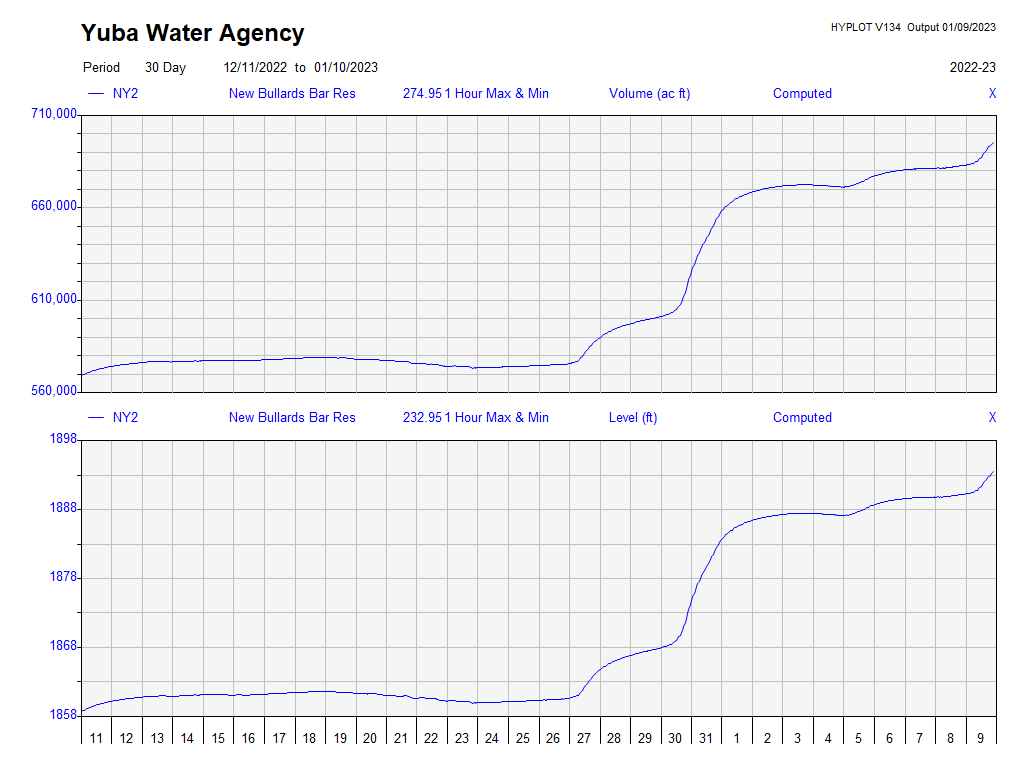 Yuba Water Agency
HYPLOT V134 Output 01/09/2023
Period 30 Day 12/11/2022 to 01/10/2023 2022-23
NY2 New Bullards Bar Res 274.95 1 Hour Max & Min Volume (ac ft) Computed X
710,000
660,000
610,000
560,000
NY2 New Bullards Bar Res 232.95 1 Hour Max & Min Level (ft) Computed X
1898
1888
1878
1868
1858
11 12 13 14 15 16 17 18 19 20 21 22 23 24 25 26 27 28 29 30 31 1 2 3 4 5 6 7 8 9